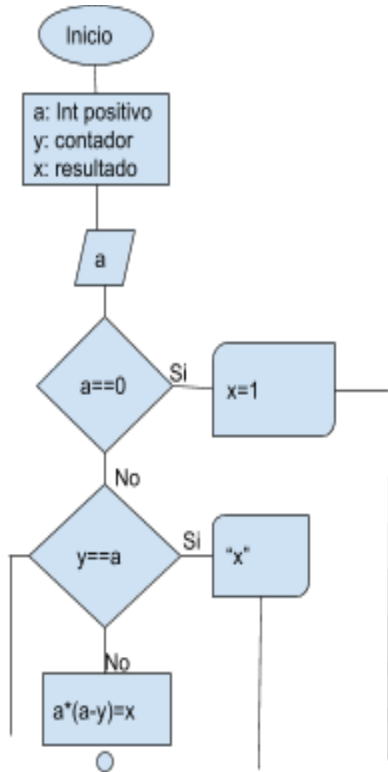 Inicio
a: Int positivo
y: contador
x: resultado
a
a==0
Si
x=1
No
y==a
Si
“x”
No
a*(a-y)=x